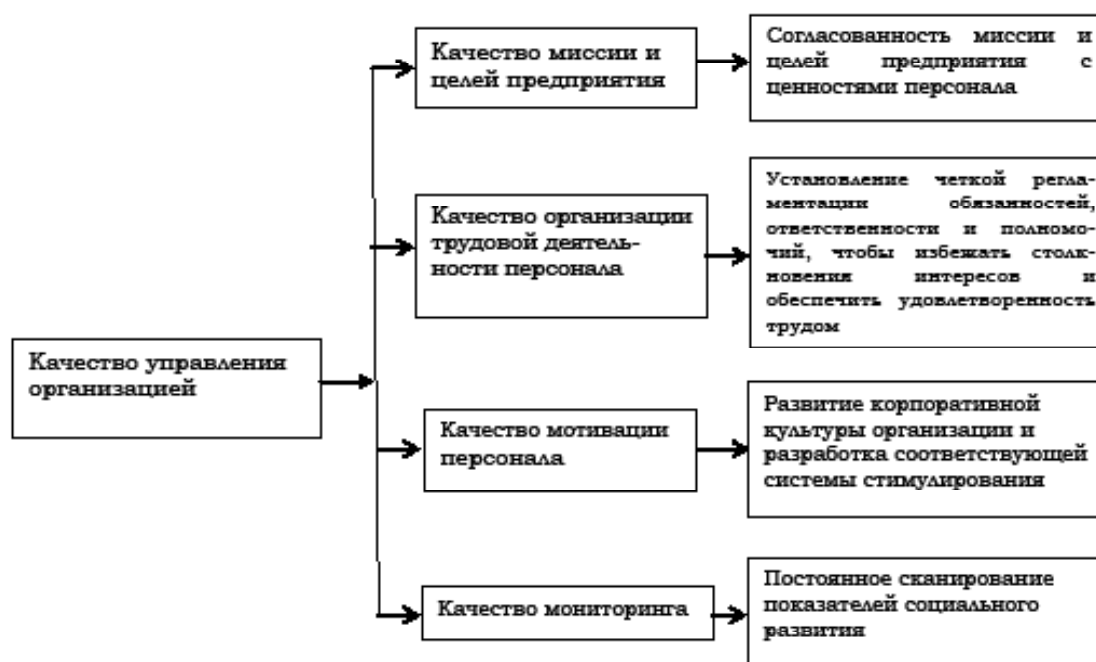 Качество миссии и
целей предприятия
Согласованность миссии и
целей предприятия с
ценностями персонала
Качество организации
трудовой деятель-
ности персонала
Установление четкой регла-
ментации обязанностей,
ответственности и полномо-
чий, чтобы избежать столк-
новения интересов и
обеспечить удовлетворенность
трудом
Качество управления
организацией
Качество мотивации
персонала
Развитие корпоративной
культуры организации и
разработка соответствующей
системы стимулирования
Качество мониторинга
Постоянное сканирование
показателей социального
развития